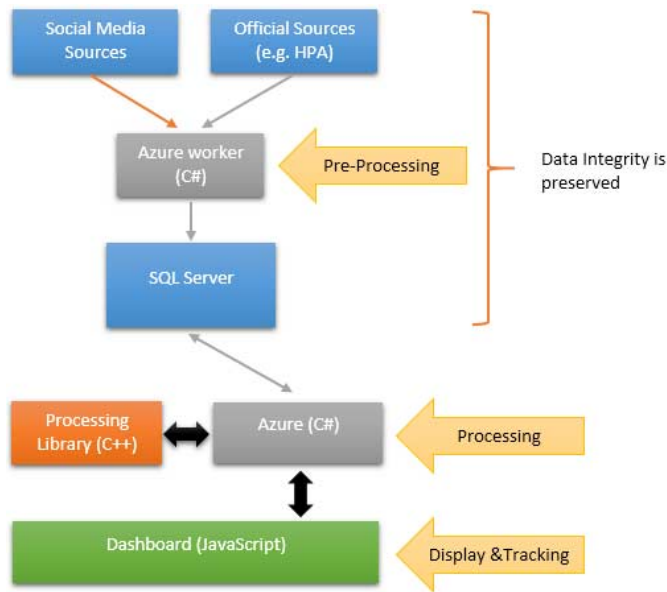 Social Media
Sources
Official Sources
(e.g. HPA)
Azure worker
(C#)
Pre-Processing
Data Integrity is
preserved
SQL Server
Processing
Library (C++)
Azure (C#)
Processing
Dashboard (JavaScript)
Display &Tracking